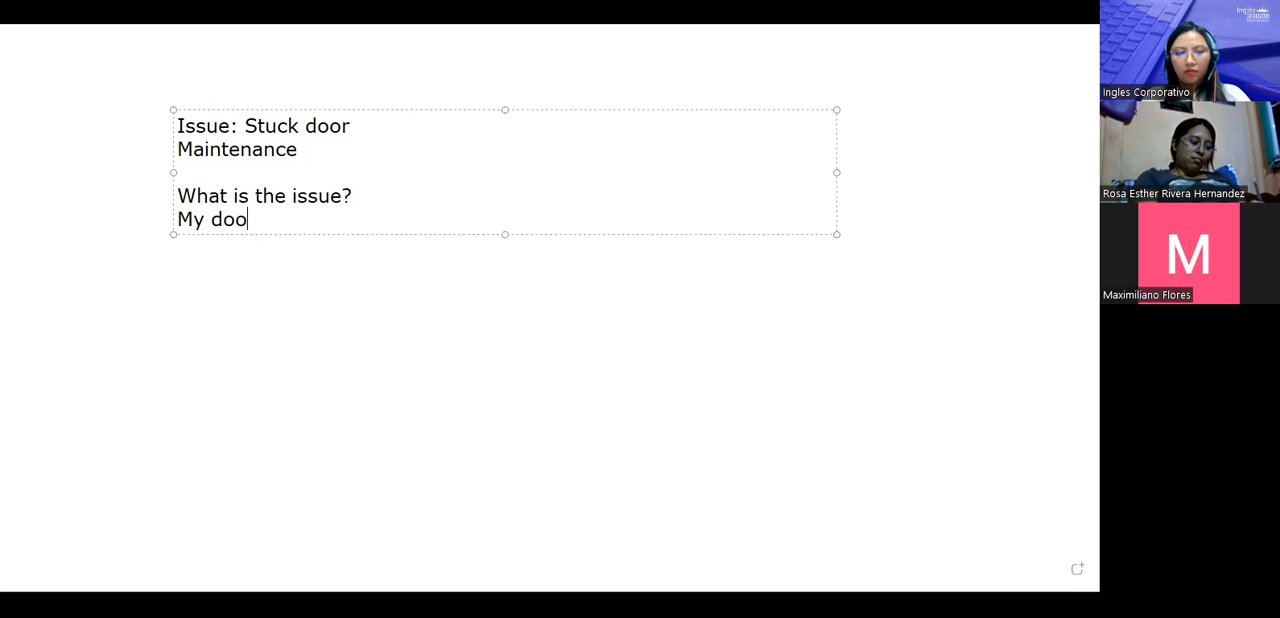 Issue: Stuck door
Maintenance
What is the issue?
My doo
Ingles Corporativo
Rosa Esther Rivera Hernandez
M
Maximiliano Flores